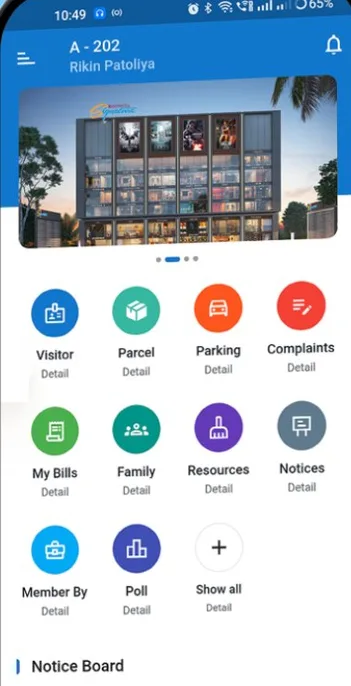 10:49
65%
A - 202
Rikin Patoliya
Visitor
Detail
Parcel
Detail
Parking
Detail
Complaints
Detail
My Bills
Detail
Family
Detail
Resources
Detail
Notices
Detail
Member By
Detail
Poll
Detail
Show all
Detail
Notice Board